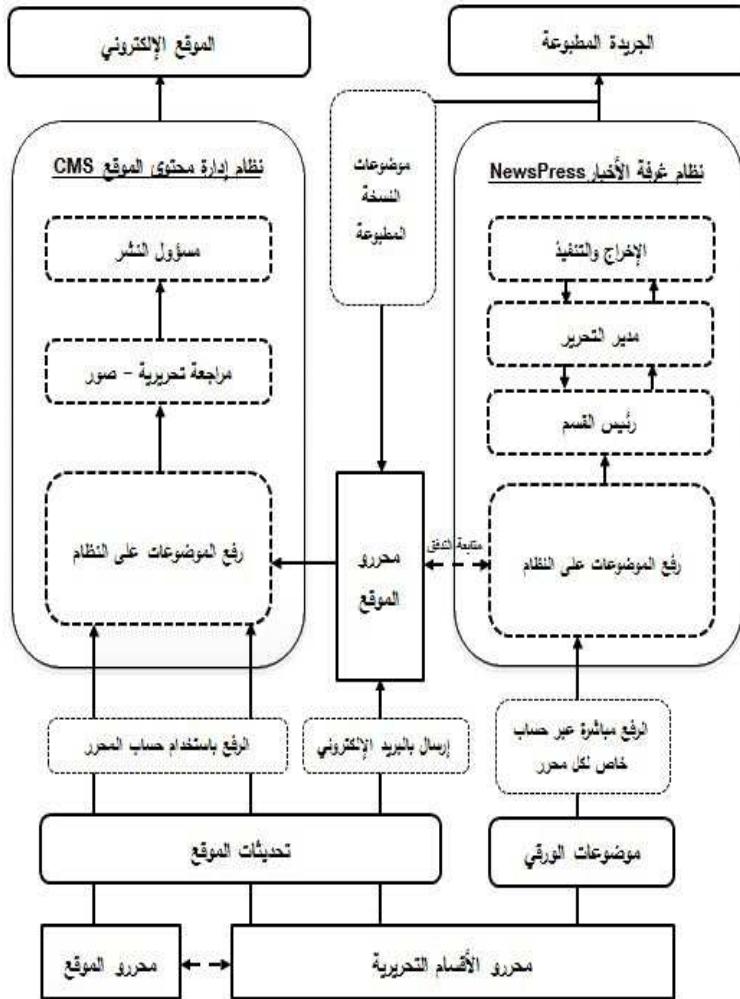 الجريدة المطبوعة
الموقع الإلكتروني
نظام غرفة الأخبار NewsPress
الإخراج والتنفيذ
مدير التحرير
رئيس القسم
رفع الموضوعات على النظام
موضوعات
النسخة
المطبوعة
نظام إدارة محتوى الموقع CMS
مسؤول النشر
مراجعة تحريرية - صور
رفع الموضوعات على النظام
متابعة التدفق
محررو
الموقع
الرفع مباشرة عبر حساب
خاص لكل محرر
إرسال بالبريد الإلكتروني
الرفع باستخدام حساب المحرر
موضوعات الورقي
تحديثات الموقع
محررو الأقسام التحريرية
محررو الموقع